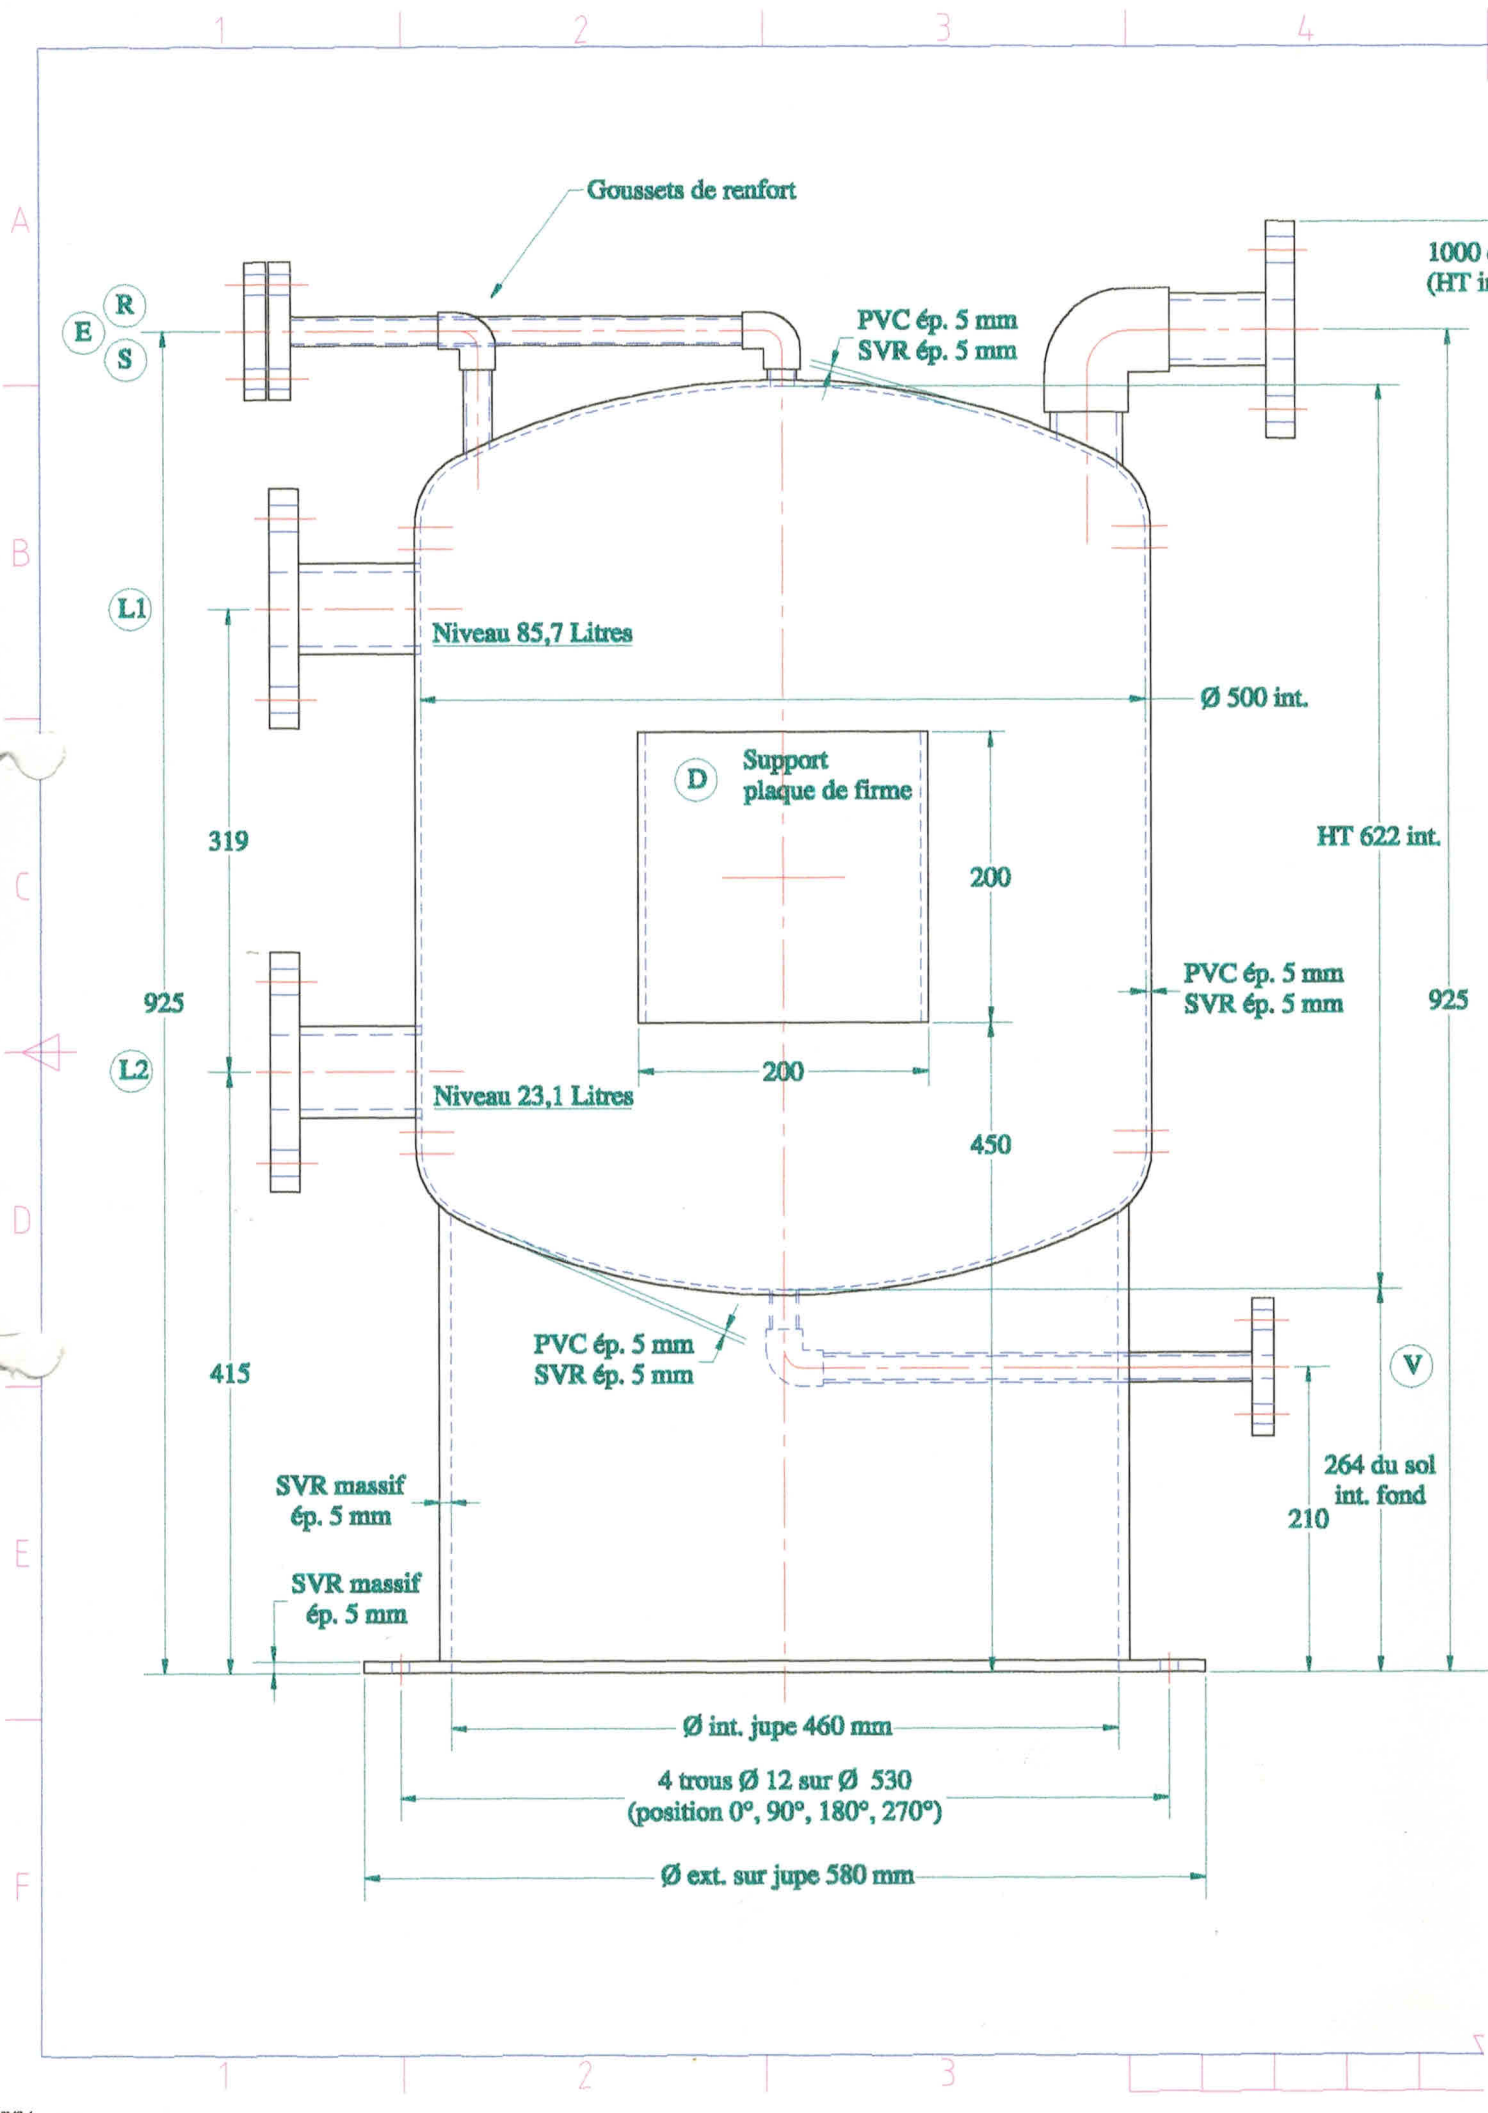 1 2 3 4
A
Goussets de renfort
1000
(HT
R
E
S
PVC ép. 5 mm
SVR ép. 5 mm
B
L1
Niveau 85,7 Litres
Ø 500 int.
D
Support
plaque de firme
319
HT 622 int.
C
200
925
PVC ép. 5 mm
SVR ép. 5 mm
925
L2
200
Niveau 23,1 Litres
450
D
PVC ép. 5 mm
SVR ép. 5 mm
415
V
264 du sol
int. fond
SVR massif
ép. 5 mm
210
E
SVR massif
ép. 5 mm
Ø int. jupe 460 mm
4 trous Ø 12 sur Ø 530
(position 0°, 90°, 180°, 270°)
F
Ø ext. sur jupe 580 mm
1 2 3